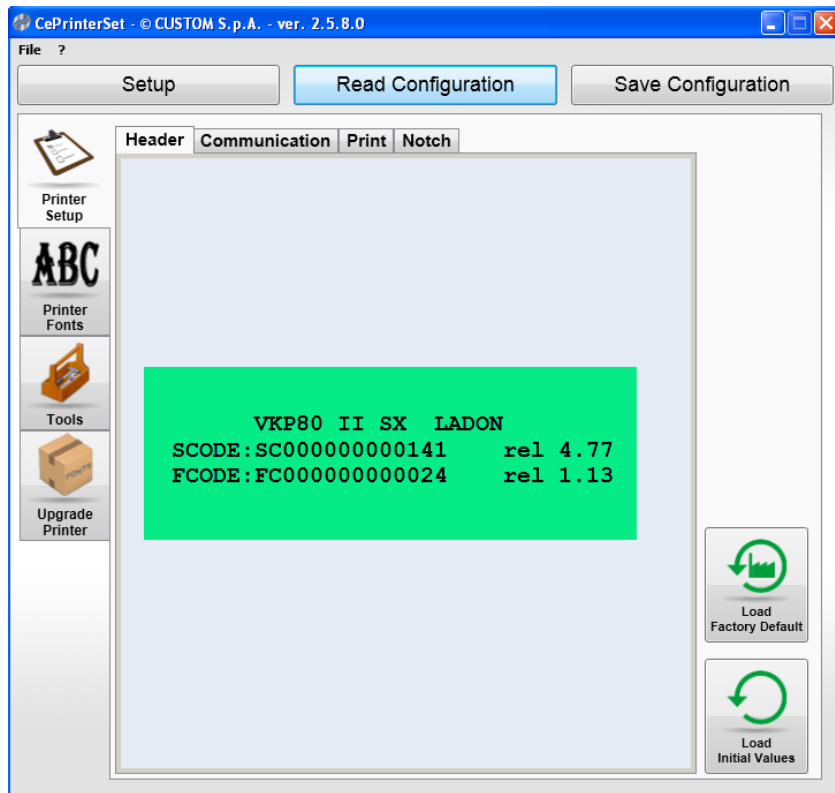 CePrinterSet - © CUSTOM S.p.A. - ver. 2.5.8.0
File ?
Setup Read Configuration Save Configuration
Header Communication Print Notch
Printer
Setup
ABC
Printer
Fonts
Tools
FONTS
Upgrade
Printer
VKP80 II SX LADON
SCODE:SC000000000141 rel 4.77
FCODE:FC000000000024 rel 1.13
Load
Factory Default
Load
Initial Values